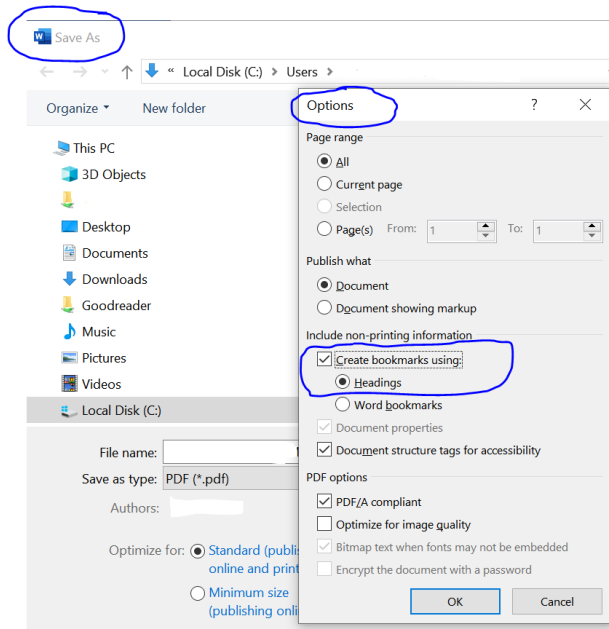 Save As
« Local Disk (C:) > Users >
Organize
New folder
This PC
3D Objects
Desktop
Documents
Downloads
Goodreader
Music
Pictures
Videos
Local Disk (C:)
File name:
Save as type: PDF (*.pdf)
Authors:
Optimize for: Standard (publis
online and print
Minimum size
(publishing onli
Options ?
Page range
All
Current page
Selection
Page(s) From: 1 To: 1
Publish what
Document
Document showing markup
Include non-printing information
Create bookmarks using:
Headings
Word bookmarks
Document properties
Document structure tags for accessibility
PDF options
PDF/A compliant
Optimize for image quality
Bitmap text when fonts may not be embedded
Encrypt the document with a password
OK Cancel